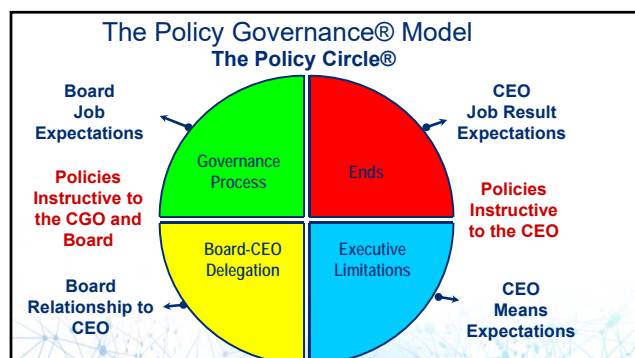 The Policy Governance® Model
The Policy Circle®
Board
Job
Expectations
CEO
Job Result
Expectations
Governance
Process
Ends
Policies
Instructive to
the CGO and
Board
Policies
Instructive
to the CEO
Board-CEO
Delegation
Executive
Limitations
Board
Relationship to
CEO
CEO
Means
Expectations